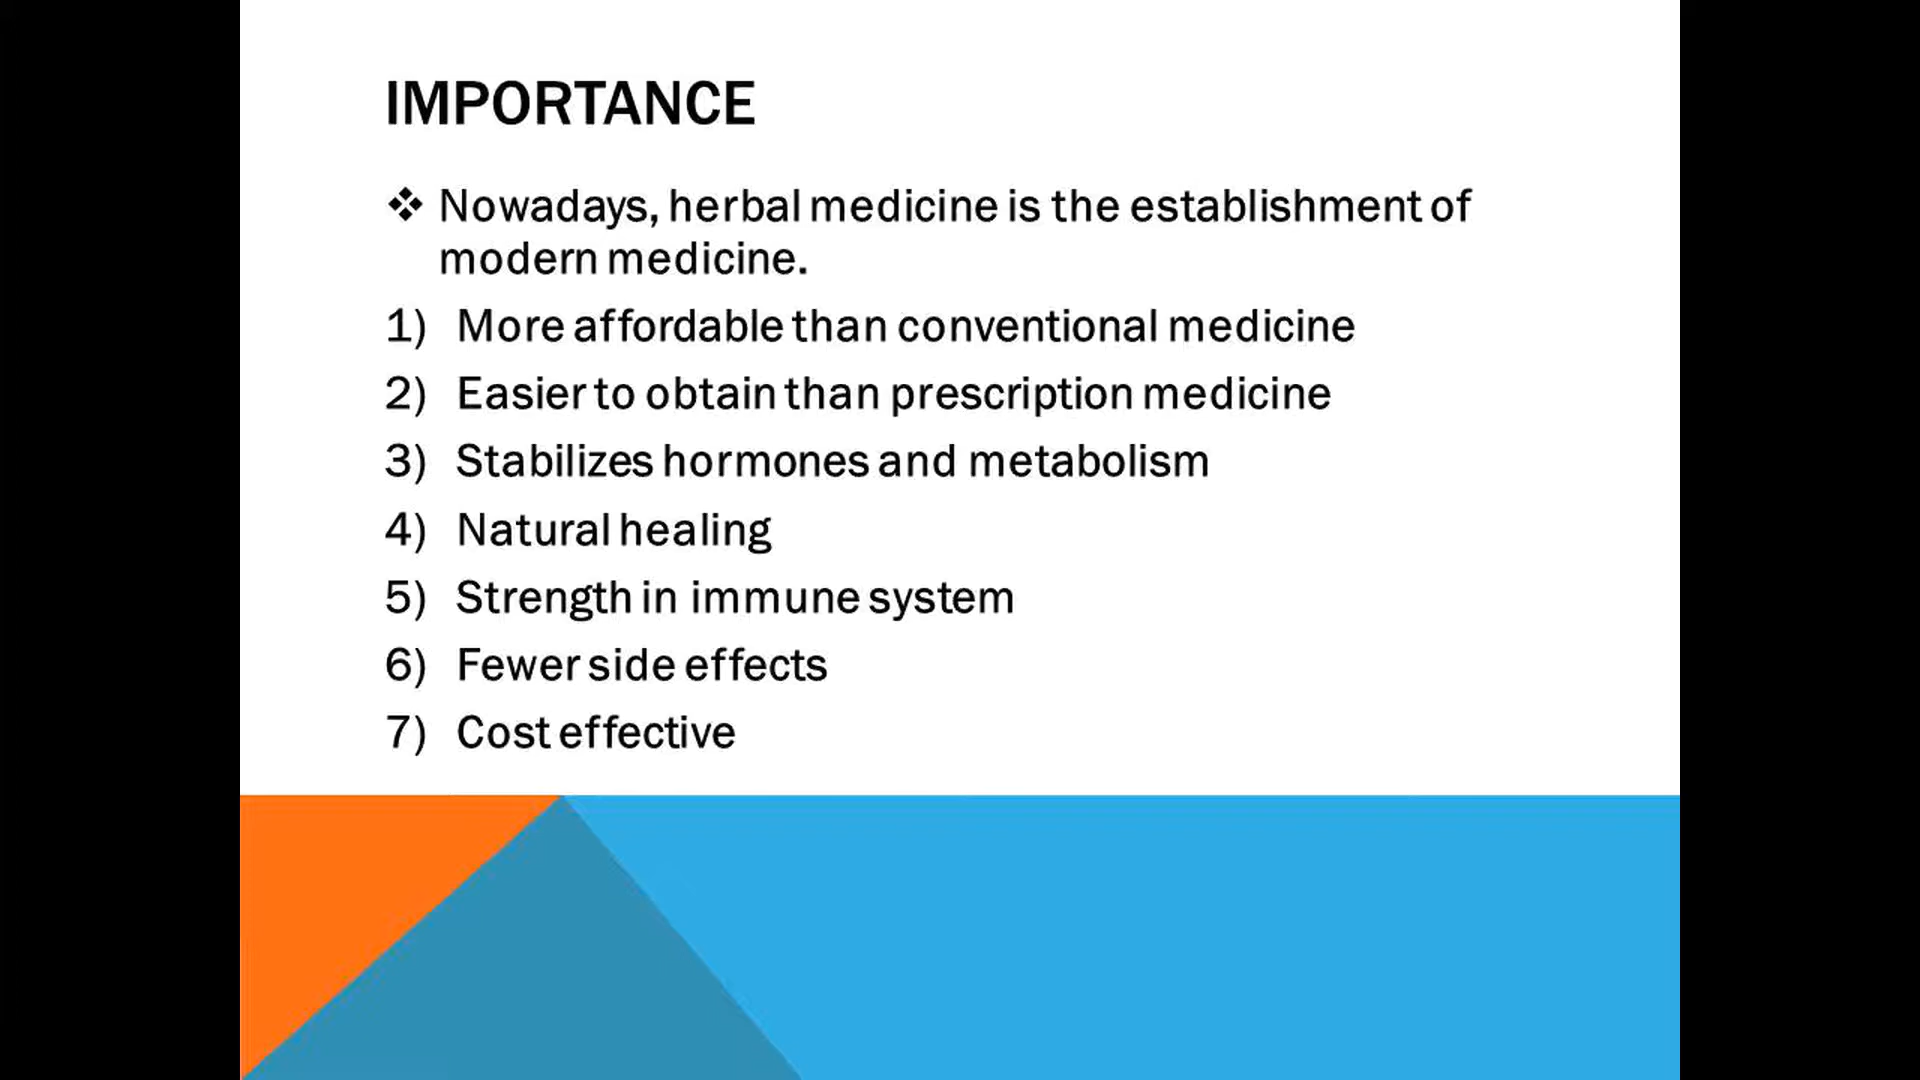 IMPORTANCE
❖ Nowadays, herbal medicine is the establishment of
modern medicine.
1) More affordable than conventional medicine
2) Easier to obtain than prescription medicine
3) Stabilizes hormones and metabolism
4) Natural healing
5) Strength in immune system
6) Fewer side effects
7) Cost effective